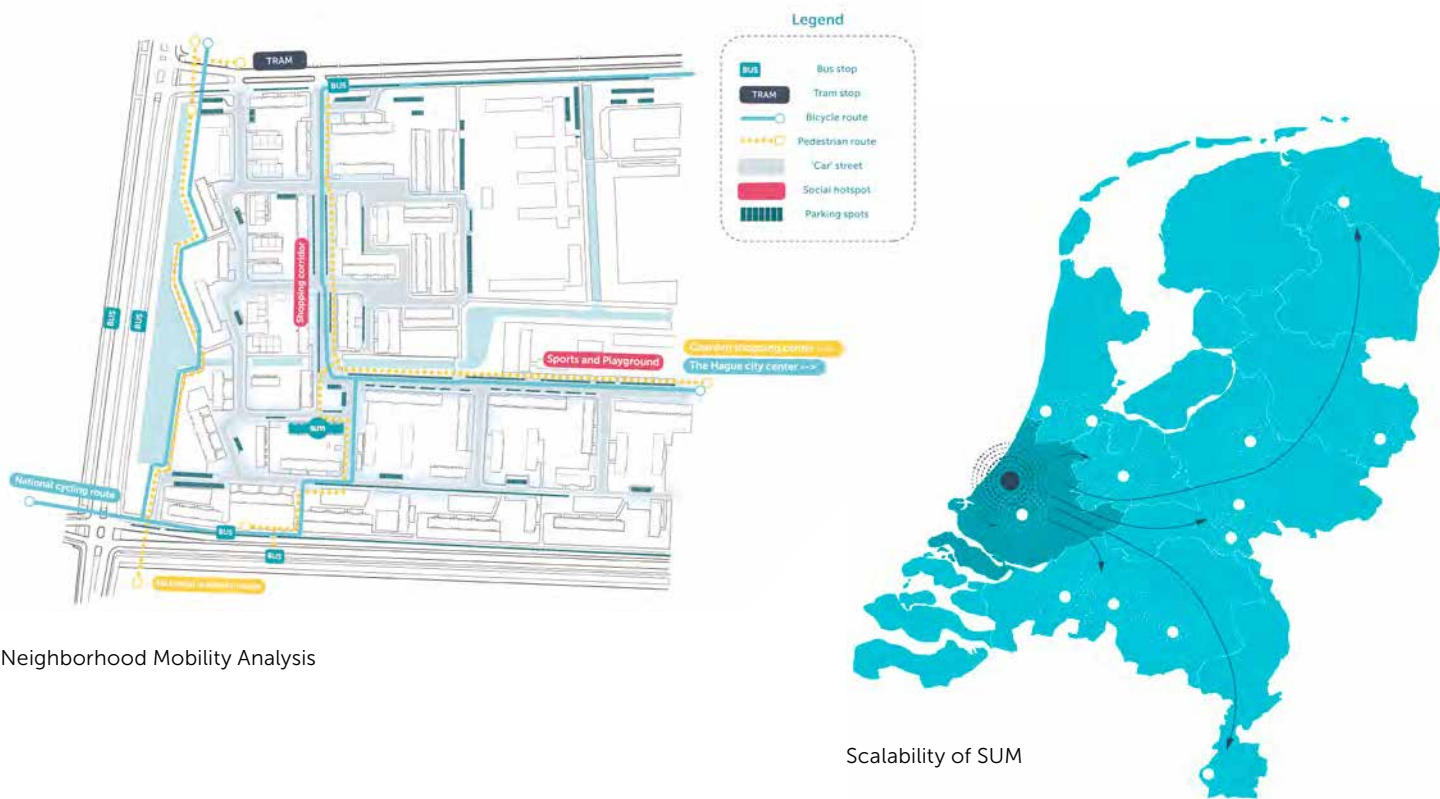 Legend
BUS Bus stop
TRAM Tram stop
Bicycle route
Pedestrian route
'Car' street
Social hotspot
Parking spots
TRAM
BUS
Shopping corridor
BUS
BUS
Sports and Playground
shopping center
The Hague city center -->
sum
National cycling route
BUS
BUS
Neighborhood Mobility Analysis
Scalability of SUM